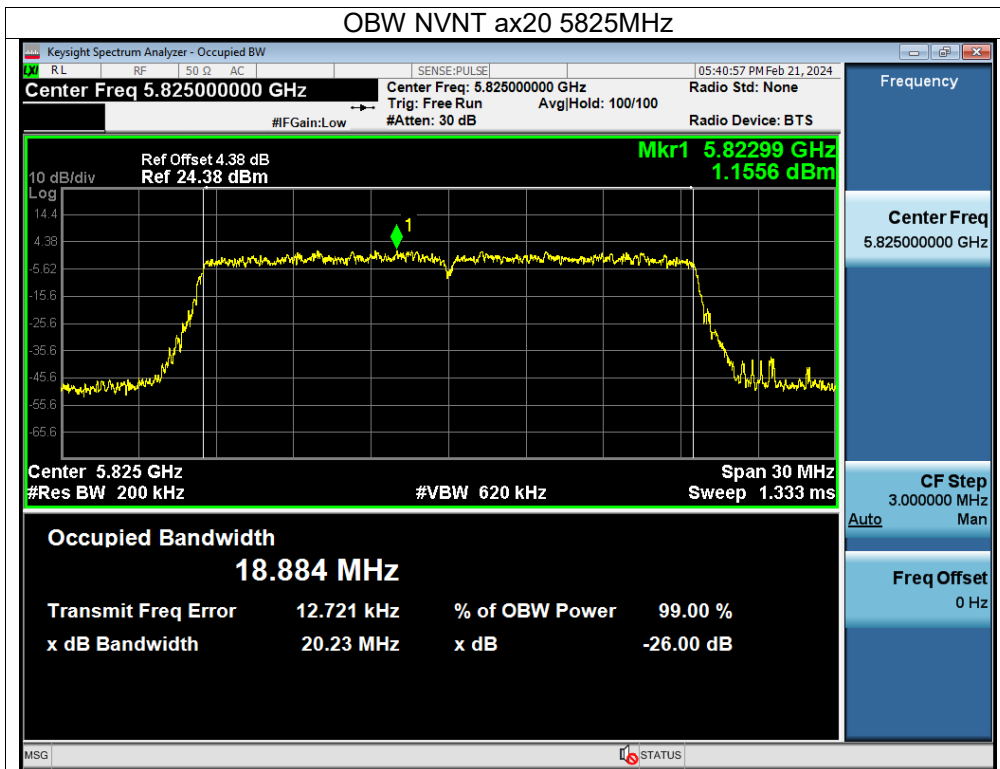 OBW NVNT ax20 5825MHz
Keysight Spectrum Analyzer - Occupied BW
LXI RL RF 50 Ω AC SENSE:PULSE 05:40:57 PM Feb 21, 2024
Center Freq 5.825000000 GHz Center Freq: 5.825000000 GHz Radio Std: None
Trig: Free Run Avg|Hold: 100/100
#IFGain:Low #Atten: 30 dB Radio Device: BTS
Mkr1 5.82299 GHz
1.1556 dBm
Ref Offset 4.38 dB
10 dB/div Ref 24.38 dBm
Log
14.4
1
4.38
-5.62
-15.6
-25.6
-35.6
-45.6
-55.6
-65.6
Center 5.825 GHz Span 30 MHz
#Res BW 200 kHz #VBW 620 kHz Sweep 1.333 ms
Occupied Bandwidth
18.884 MHz
Transmit Freq Error 12.721 kHz % of OBW Power 99.00 %
x dB Bandwidth 20.23 MHz x dB -26.00 dB
Frequency
Center Freq
5.825000000 GHz
CF Step
3.000000 MHz
Auto Man
Freq Offset
0 Hz
MSG STATUS